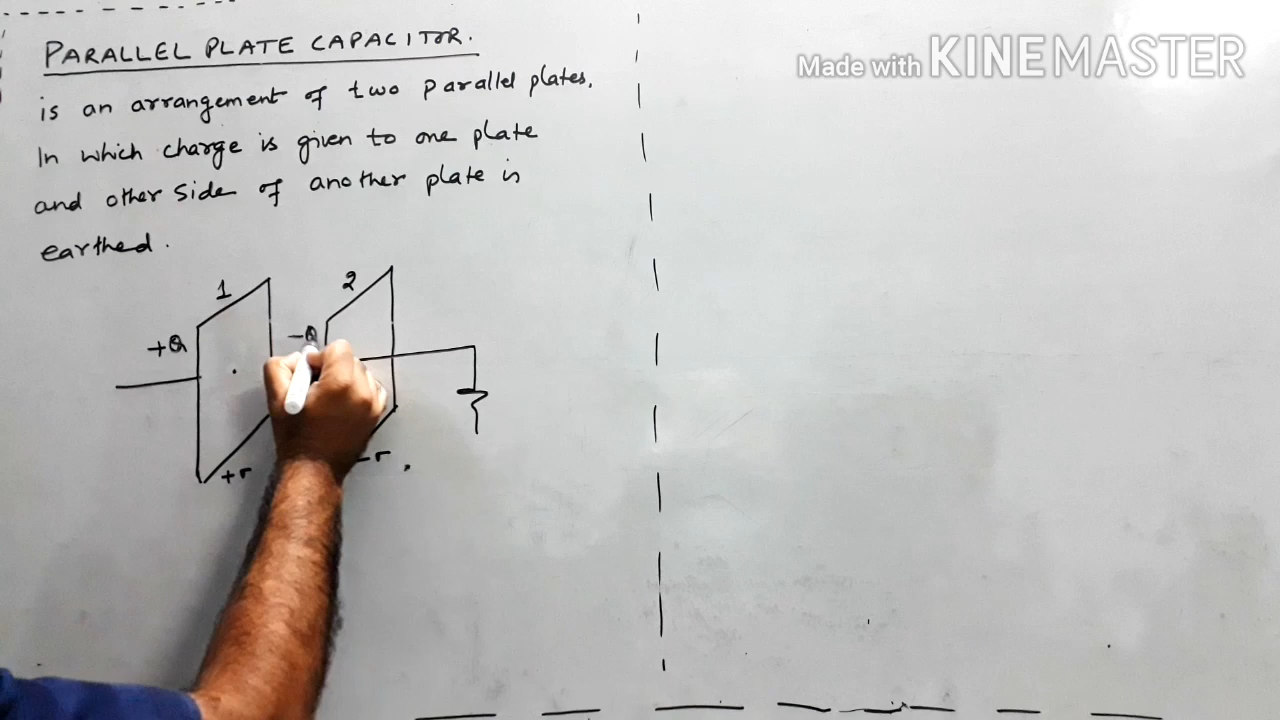 PARALLEL PLATE CAPACITOR.
Made with KINEMASTER
is an arrangement of two parallel plates.
In which charge is given to one plate
and other side of another plate is
earthed.
1
2
+Q
-Q
+σ
-σ